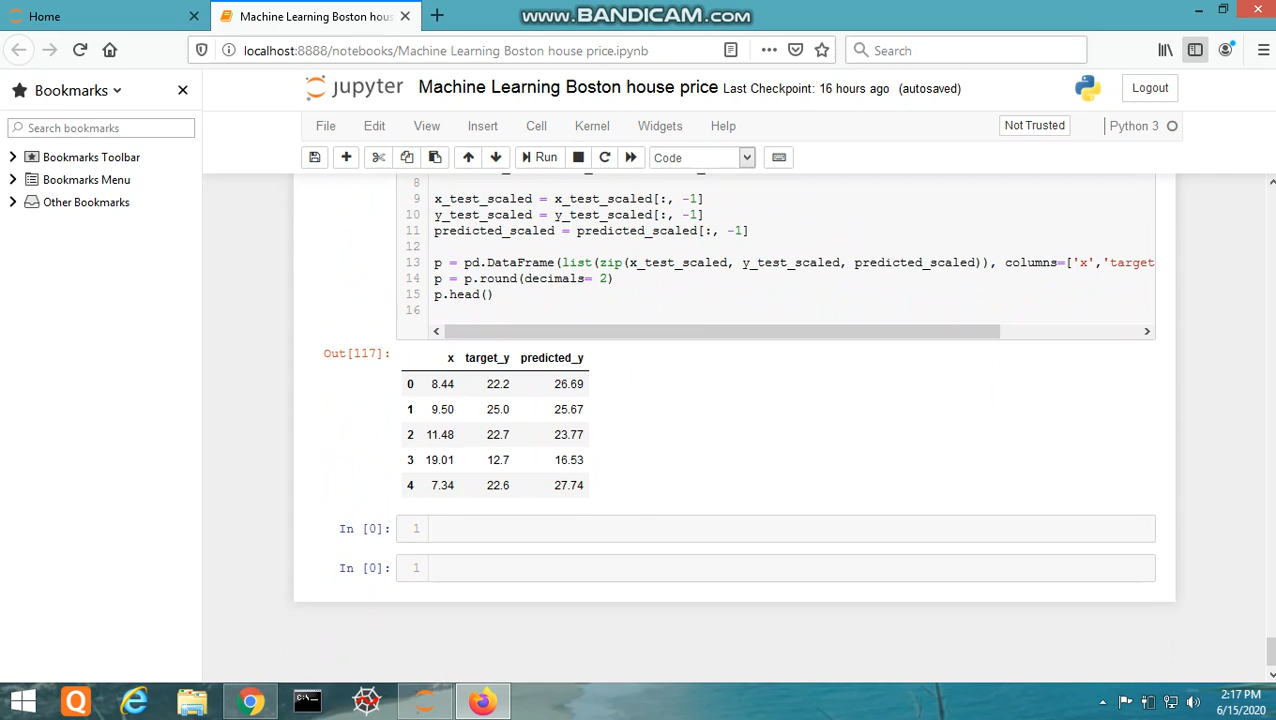 Home
Machine Learning Boston hous
www.BANDICAM.com
localhost:8888/notebooks/Machine Learning Boston house price.ipynb
Search
Bookmarks
jupyter
Machine Learning Boston house price
Last Checkpoint: 16 hours ago (autosaved)
Logout
Search bookmarks
File Edit View Insert Cell Kernel Widgets Help
Not Trusted
Python 3
Bookmarks Toolbar
Run
Code
Bookmarks Menu
Other Bookmarks
8
9 x_test_scaled = x_test_scaled[:, -1]
10 y_test_scaled = y_test_scaled[:, -1]
11 predicted_scaled = predicted_scaled[:, -1]
12
13 p = pd.DataFrame(list(zip(x_test_scaled, y_test_scaled, predicted_scaled)), columns=['x','target
14 p = p.round(decimals= 2)
15 p.head()
16
Out[117]:
x target_y predicted_y
0 8.44 22.2 26.69
1 9.50 25.0 25.67
2 11.48 22.7 23.77
3 19.01 12.7 16.53
4 7.34 22.6 27.74
In [0]: 1
In [0]: 1
2:17 PM
6/15/2020